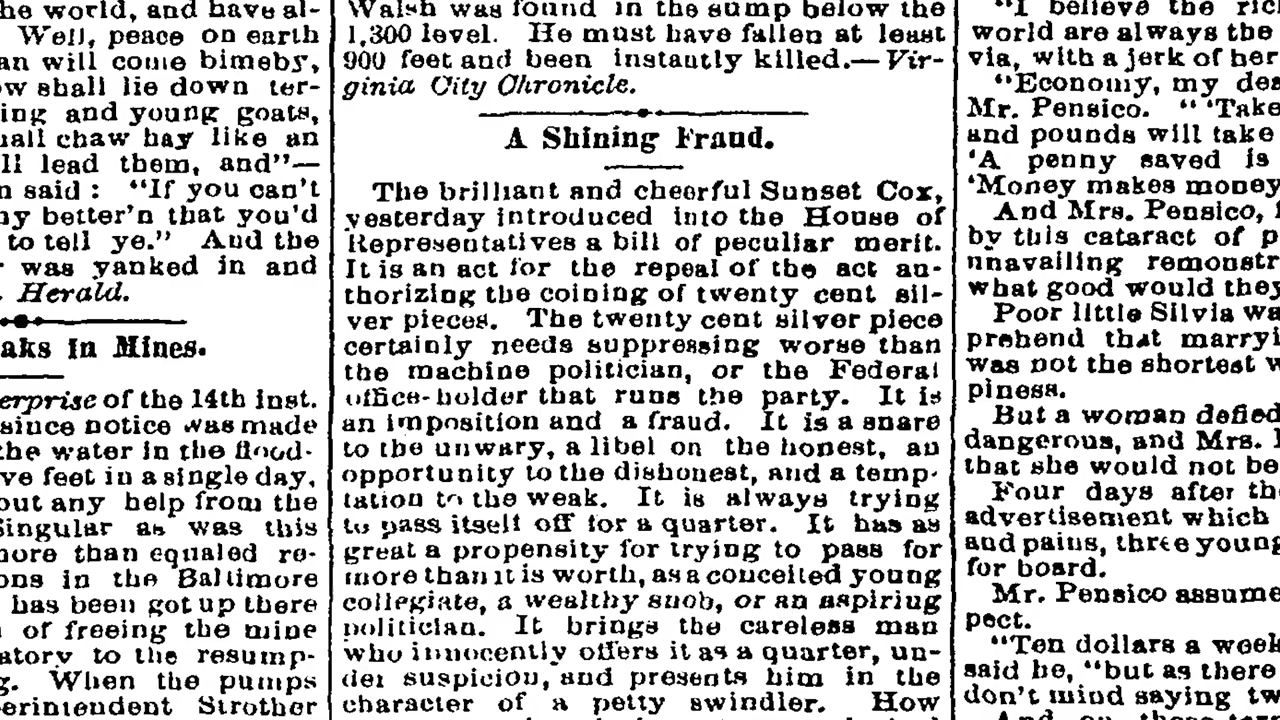 he world, and have al-
Well, peace on earth
an will come bimeby,
ow shall lie down ter-
ing and young goats,
hall chaw hay like an
ll lead them, and"—
n said: "If you can't
ny better'n that you'd
to tell ye." And the
r was yanked in and
. Herald.
aks in Mines.
erprise of the 14th inst.
since notice was made
the water in the flood-
ve feet in a single day,
out any help from the
Singular as was this
more than equaled re-
ons in the Baltimore
has been got up there
of freeing the mine
atory to the resump-
g. When the pumps
erintendent Strother
Walsh was found in the sump below the
1,300 level. He must have fallen at least
900 feet and been instantly killed.—Vir-
ginia City Chronicle.
A Shining Fraud.
The brilliant and cheerful Sunset Cox,
yesterday introduced into the House of
Representatives a bill of peculiar merit.
It is an act for the repeal of the act au-
thorizing the coining of twenty cent sil-
ver pieces. The twenty cent silver piece
certainly needs suppressing worse than
the machine politician, or the Federal
office-holder that runs the party. It is
an imposition and a fraud. It is a snare
to the unwary, a libel on the honest, an
opportunity to the dishonest, and a temp-
tation to the weak. It is always trying
to pass itself off for a quarter. It has as
great a propensity for trying to pass for
more than it is worth, as a conceited young
collegiate, a wealthy snob, or an aspiring
politician. It brings the careless man
who innocently offers it as a quarter, un-
der suspicion, and presents him in the
character of a petty swindler. How
"I believe the rich
world are always the
via, with a jerk of her
"Economy, my dea
Mr. Pensico. "'Take
and pounds will take
'A penny saved is
'Money makes money
And Mrs. Pensico,
by this cataract of p
unavailing remonstr
what good would they
Poor little Silvia wa
prehend that marryi
was not the shortest w
piness.
But a woman defied
dangerous, and Mrs.
that she would not be
Four days after the
advertisement which
and pains, three young
for board.
Mr. Pensico assume
pect.
"Ten dollars a week
said he, "but as there
don't mind saying tw